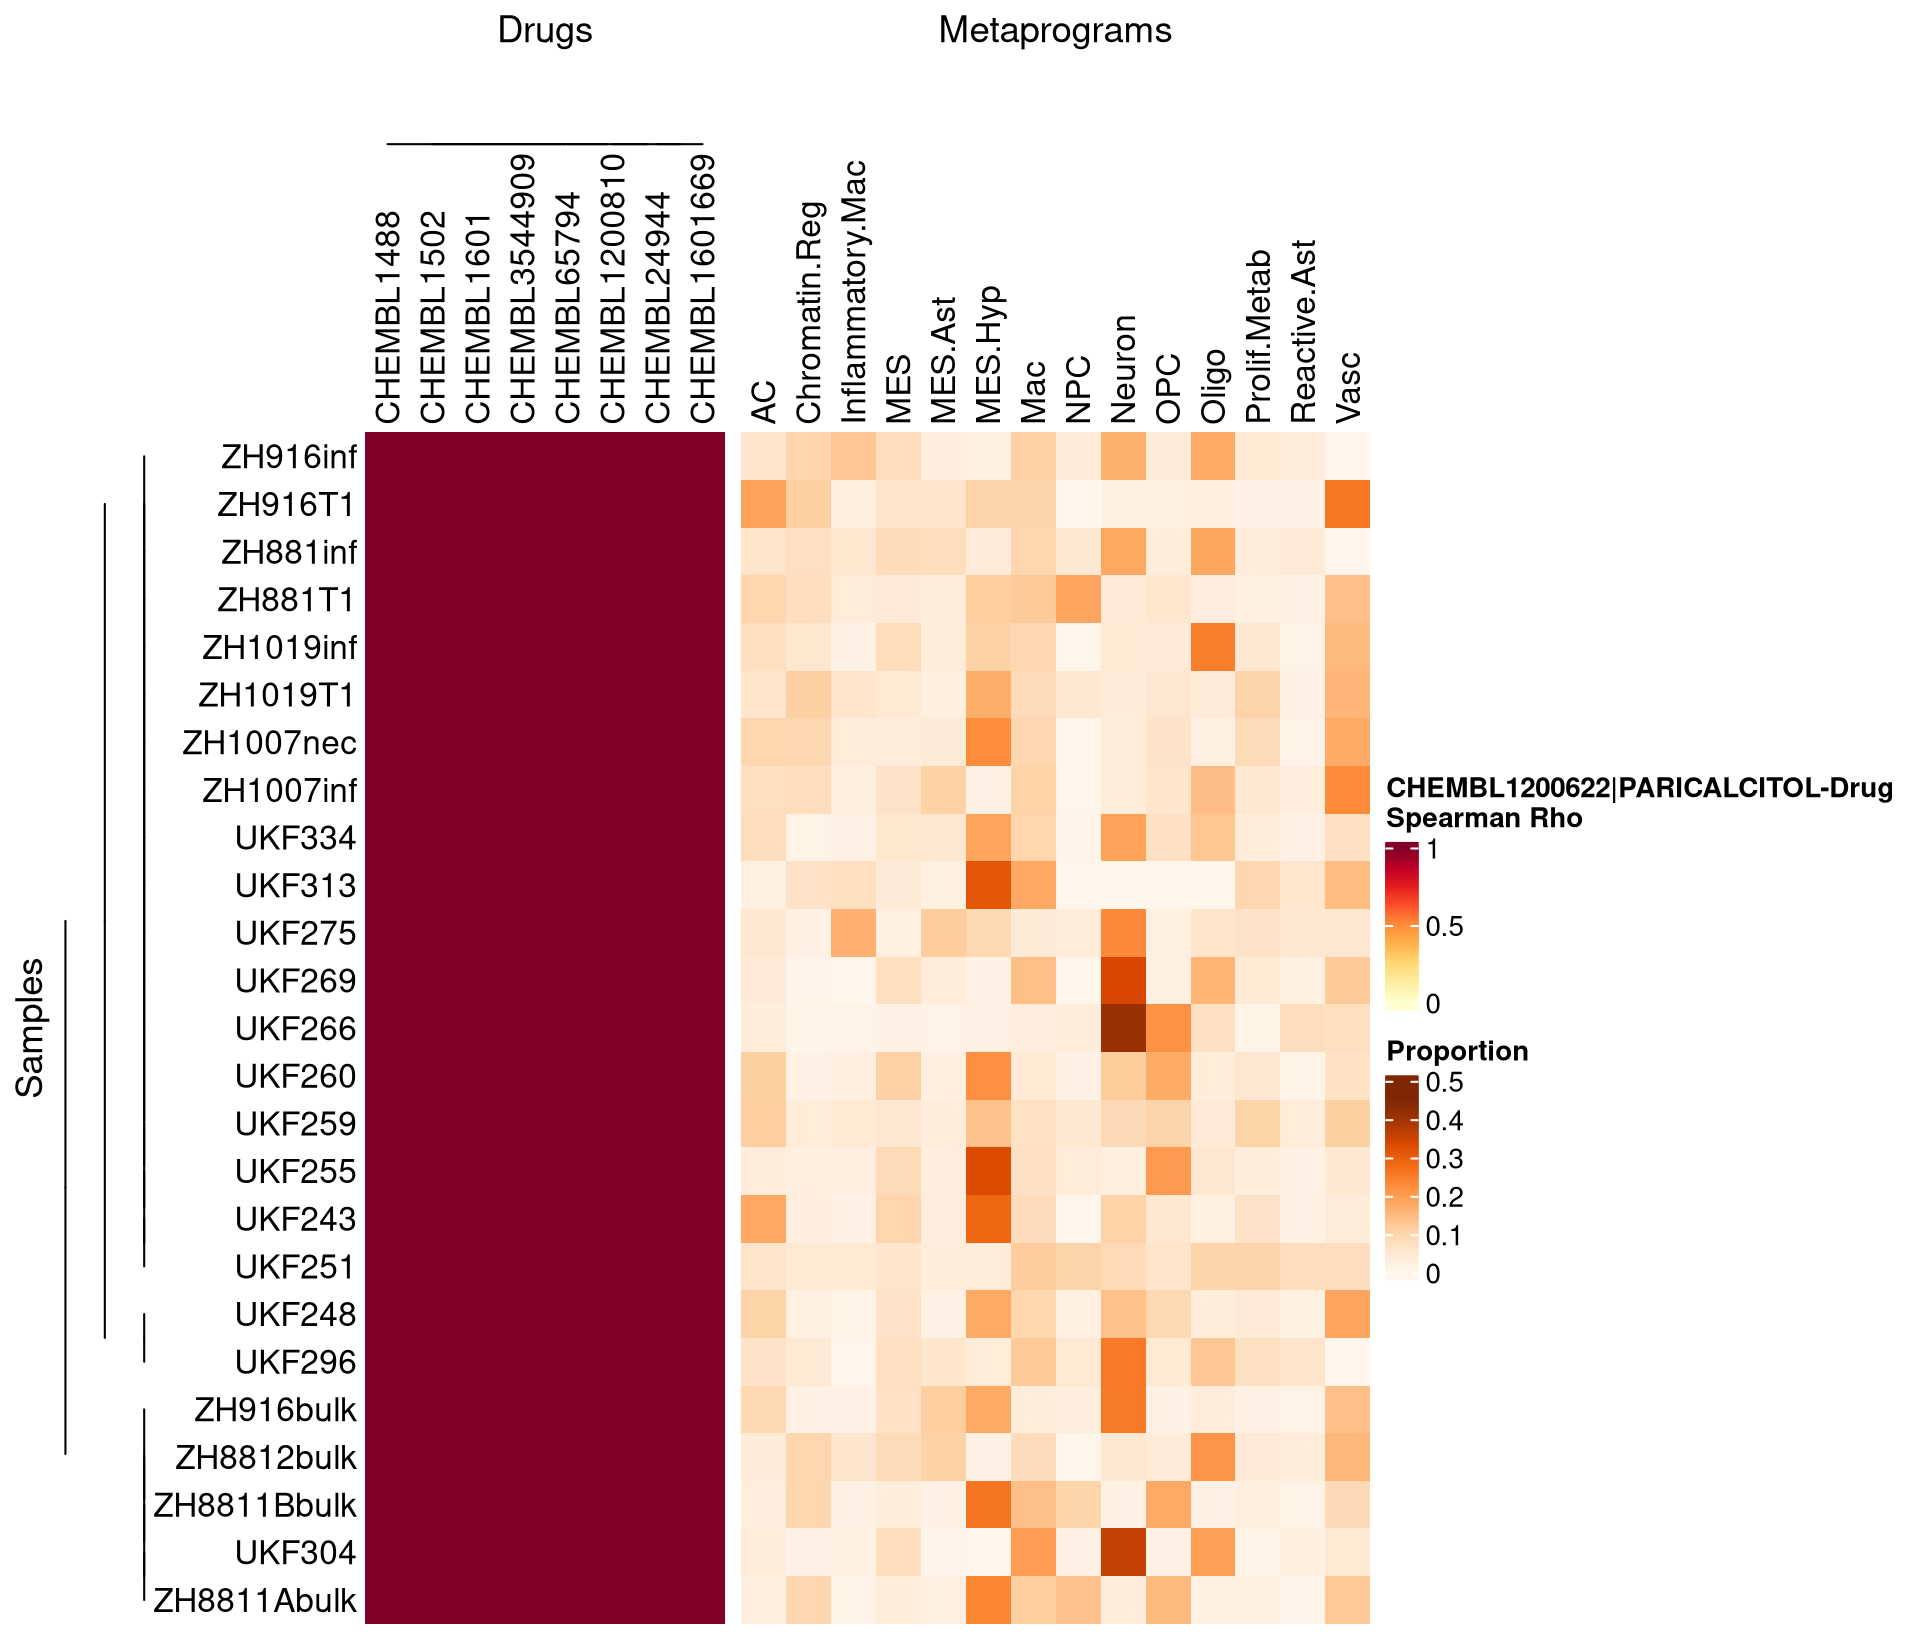 Drugs
Metaprograms
CHEMBL1488
CHEMBL1502
CHEMBL1601
CHEMBL3544909
CHEMBL65794
CHEMBL1200810
CHEMBL24944
CHEMBL1601669
AC
Chromatin.Reg
Inflammatory.Mac
MES
MES.Ast
MES.Hyp
Mac
NPC
Neuron
OPC
Oligo
Prolif.Metab
Reactive.Ast
Vasc
Samples
ZH916inf
ZH916T1
ZH881inf
ZH881T1
ZH1019inf
ZH1019T1
ZH1007nec
ZH1007inf
UKF334
UKF313
UKF275
UKF269
UKF266
UKF260
UKF259
UKF255
UKF243
UKF251
UKF248
UKF296
ZH916bulk
ZH8812bulk
ZH8811Bbulk
UKF304
ZH8811Abulk
CHEMBL1200622|PARICALCITOL-Drug
Spearman Rho
1
0.5
0
Proportion
0.5
0.4
0.3
0.2
0.1
0